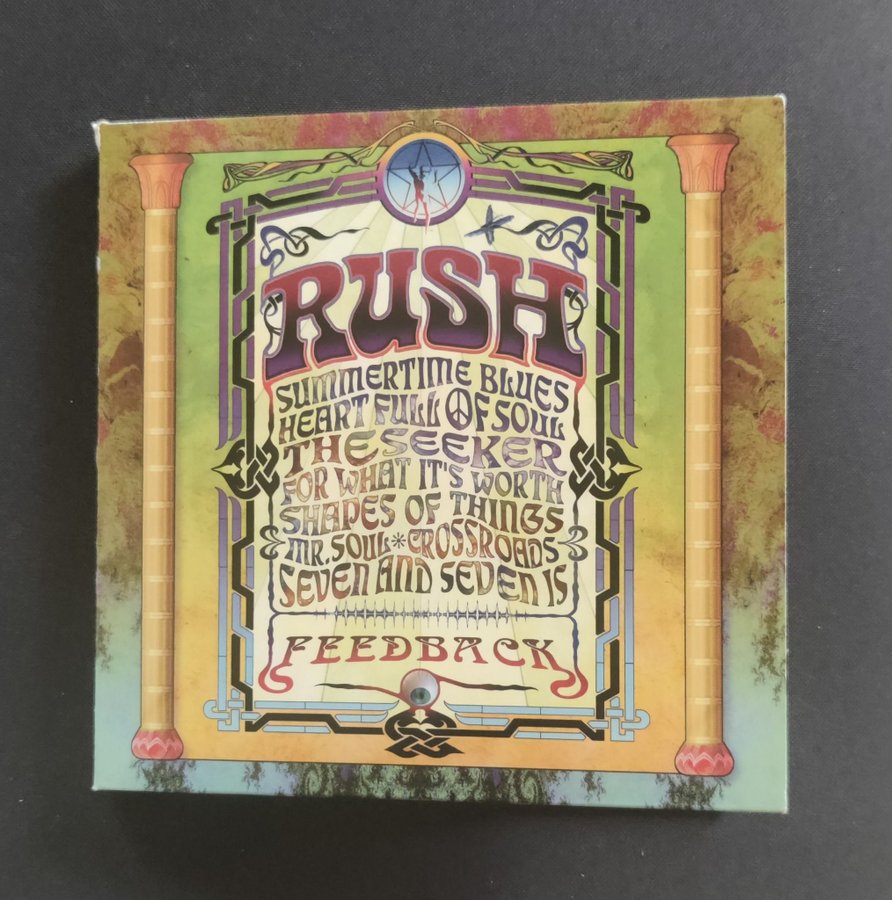 RUSH
SUMMERTIME BLUES
HEART FULL OF SOUL
THE SEEKER
FOR WHAT IT'S WORTH
SHAPES OF THINGS
MR. SOUL * CROSSROADS
SEVEN AND SEVEN IS
FEEDBACK